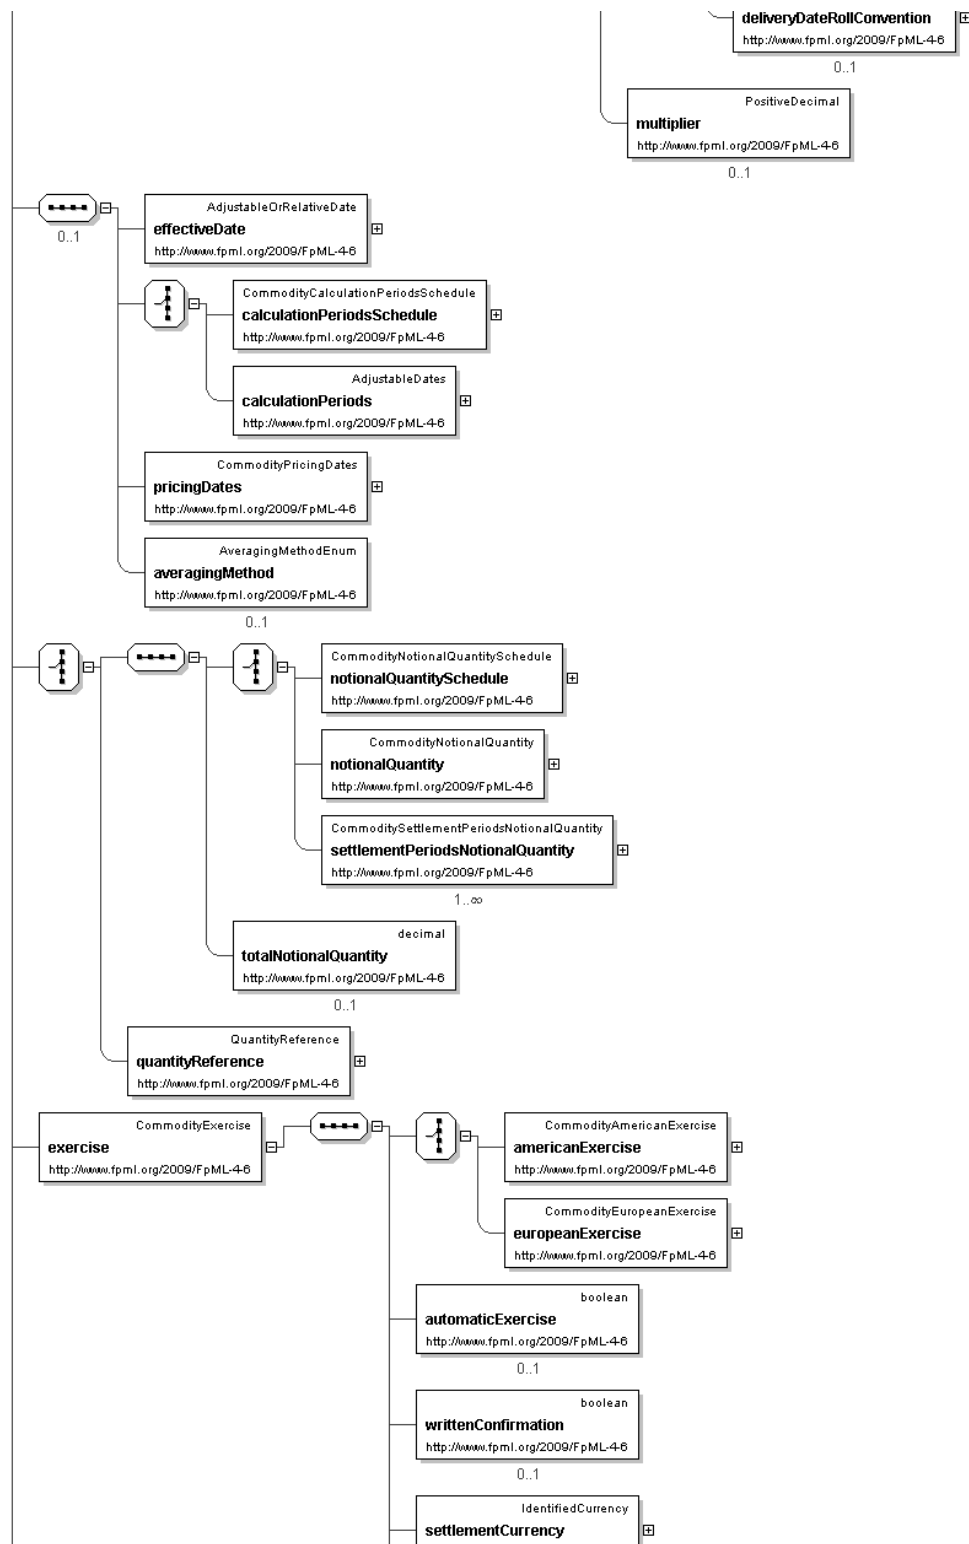 deliveryDateRollConvention
http://www.fpml.org/2009/FpML-4-6
0..1
PositiveDecimal
multiplier
http://www.fpml.org/2009/FpML-4-6
0..1
0..1
AdjustableOrRelativeDate
effectiveDate
http://www.fpml.org/2009/FpML-4-6
CommodityCalculationPeriodsSchedule
calculationPeriodsSchedule
http://www.fpml.org/2009/FpML-4-6
AdjustableDates
calculationPeriods
http://www.fpml.org/2009/FpML-4-6
CommodityPricingDates
pricingDates
http://www.fpml.org/2009/FpML-4-6
AveragingMethodEnum
averagingMethod
http://www.fpml.org/2009/FpML-4-6
0..1
CommodityNotionalQuantitySchedule
notionalQuantitySchedule
http://www.fpml.org/2009/FpML-4-6
CommodityNotionalQuantity
notionalQuantity
http://www.fpml.org/2009/FpML-4-6
CommoditySettlementPeriodsNotionalQuantity
settlementPeriodsNotionalQuantity
http://www.fpml.org/2009/FpML-4-6
1..∞
decimal
totalNotionalQuantity
http://www.fpml.org/2009/FpML-4-6
0..1
QuantityReference
quantityReference
http://www.fpml.org/2009/FpML-4-6
CommodityExercise
exercise
http://www.fpml.org/2009/FpML-4-6
CommodityAmericanExercise
americanExercise
http://www.fpml.org/2009/FpML-4-6
CommodityEuropeanExercise
europeanExercise
http://www.fpml.org/2009/FpML-4-6
boolean
automaticExercise
http://www.fpml.org/2009/FpML-4-6
0..1
boolean
writtenConfirmation
http://www.fpml.org/2009/FpML-4-6
0..1
IdentifiedCurrency
settlementCurrency